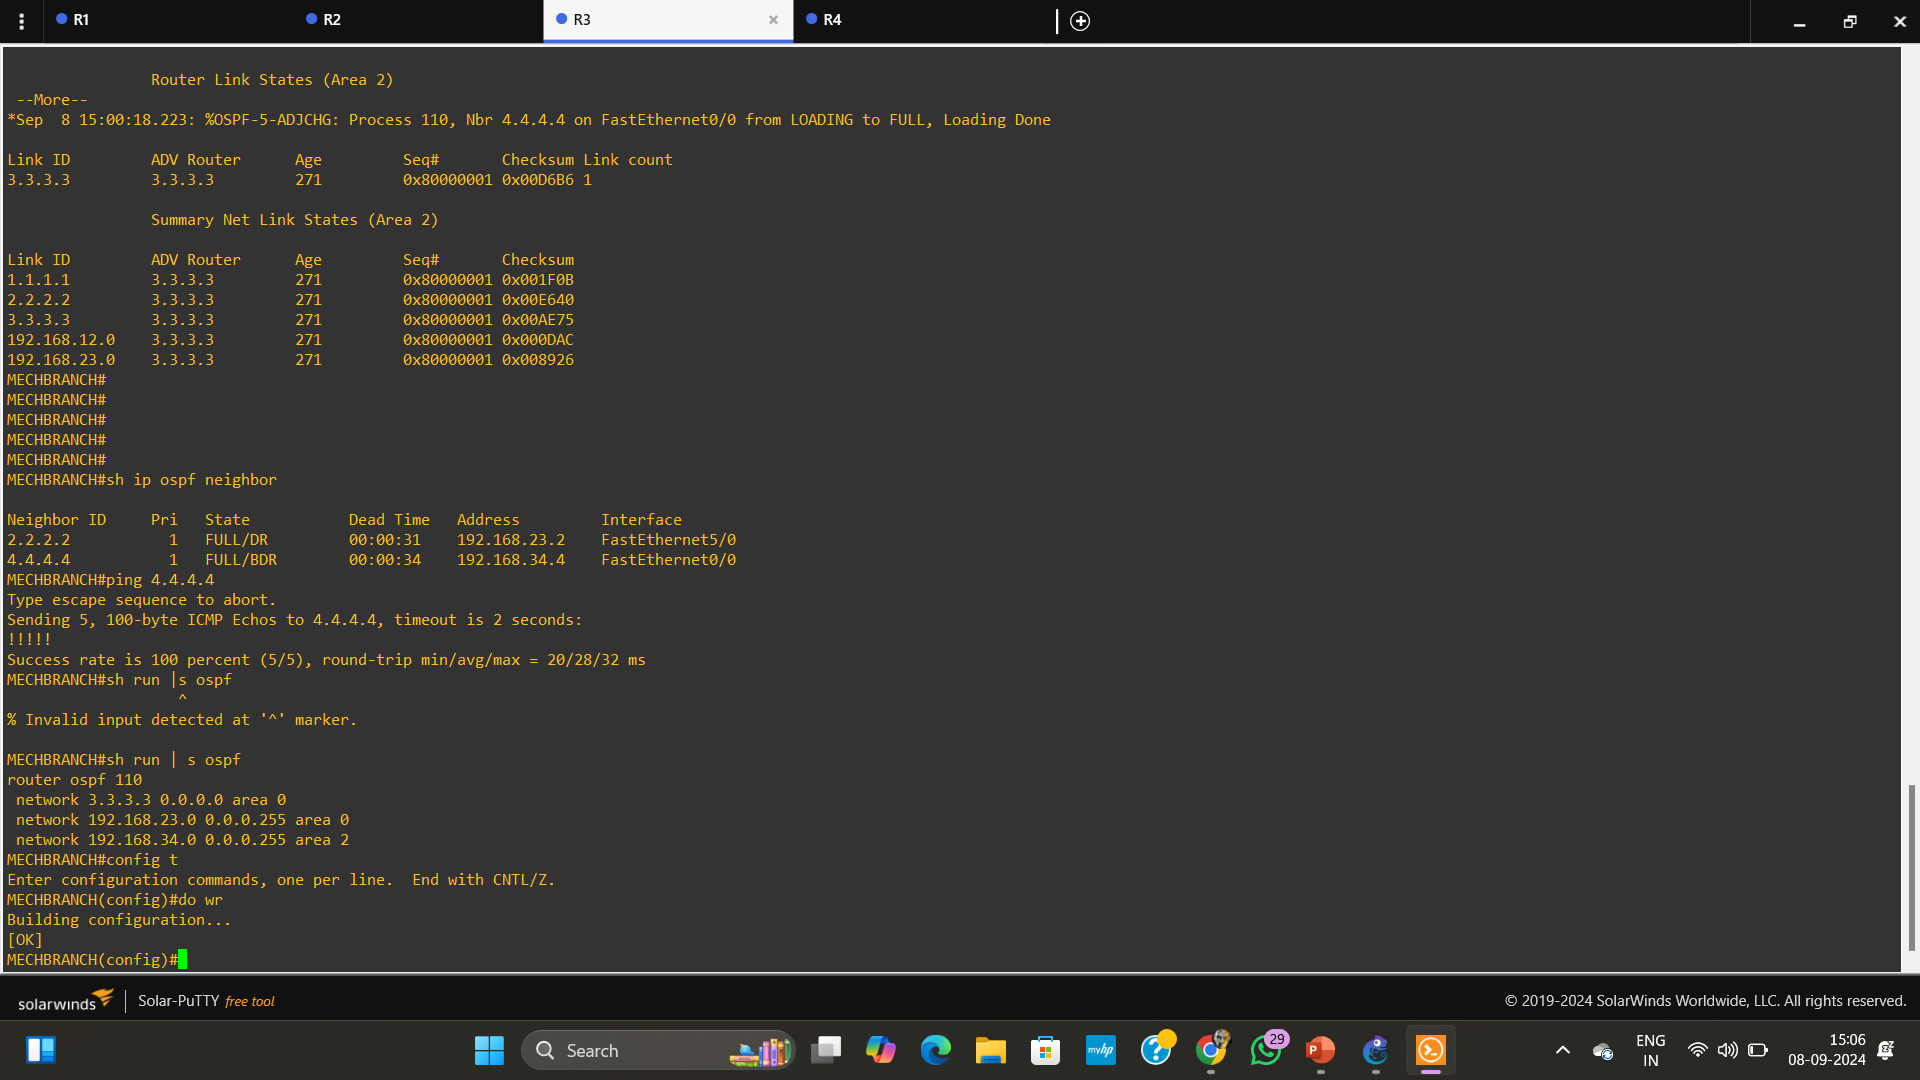 R1
R2
R3
R4
Router Link States (Area 2)
--More--
*Sep  8 15:00:18.223: %OSPF-5-ADJCHG: Process 110, Nbr 4.4.4.4 on FastEthernet0/0 from LOADING to FULL, Loading Done
Link ID         ADV Router      Age         Seq#       Checksum Link count
3.3.3.3         3.3.3.3         271         0x80000001 0x00D6B6 1
Summary Net Link States (Area 2)
Link ID         ADV Router      Age         Seq#       Checksum
1.1.1.1         3.3.3.3         271         0x80000001 0x001F0B
2.2.2.2         3.3.3.3         271         0x80000001 0x00E640
3.3.3.3         3.3.3.3         271         0x80000001 0x00AE75
192.168.12.0    3.3.3.3         271         0x80000001 0x000DAC
192.168.23.0    3.3.3.3         271         0x80000001 0x008926
MECHBRANCH#
MECHBRANCH#
MECHBRANCH#
MECHBRANCH#
MECHBRANCH#
MECHBRANCH#sh ip ospf neighbor
Neighbor ID     Pri   State           Dead Time   Address         Interface
2.2.2.2           1   FULL/DR         00:00:31    192.168.23.2    FastEthernet5/0
4.4.4.4           1   FULL/BDR        00:00:34    192.168.34.4    FastEthernet0/0
MECHBRANCH#ping 4.4.4.4
Type escape sequence to abort.
Sending 5, 100-byte ICMP Echos to 4.4.4.4, timeout is 2 seconds:
!!!!!
Success rate is 100 percent (5/5), round-trip min/avg/max = 20/28/32 ms
MECHBRANCH#sh run |s ospf
^
% Invalid input detected at '^' marker.
MECHBRANCH#sh run | s ospf
router ospf 110
network 3.3.3.3 0.0.0.0 area 0
network 192.168.23.0 0.0.0.255 area 0
network 192.168.34.0 0.0.0.255 area 2
MECHBRANCH#config t
Enter configuration commands, one per line.  End with CNTL/Z.
MECHBRANCH(config)#do wr
Building configuration...
[OK]
MECHBRANCH(config)#
solarwinds
Solar-PuTTY free tool
© 2019-2024 SolarWinds Worldwide, LLC. All rights reserved.
Search
myhp
29
ENG
IN
15:06
08-09-2024